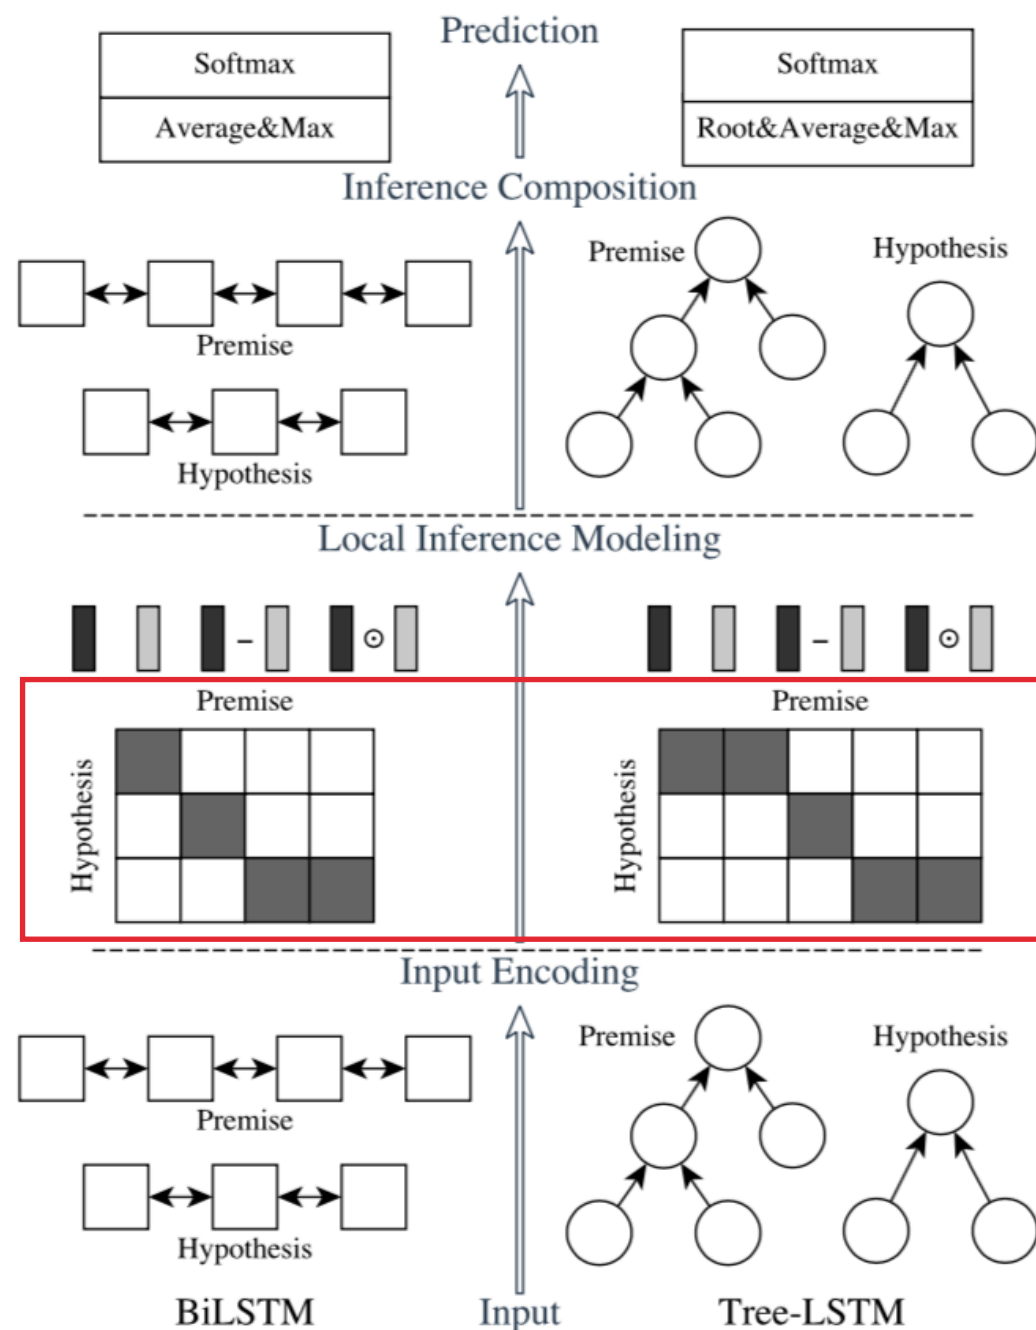 Prediction
Softmax
Average&Max
Softmax
Root&Average&Max
Inference Composition
Premise
Hypothesis
Premise
Hypothesis
Local Inference Modeling
– ⊙
– ⊙
Premise
Hypothesis
Premise
Hypothesis
Input Encoding
Premise
Hypothesis
Premise
Hypothesis
BiLSTM
Input
Tree-LSTM